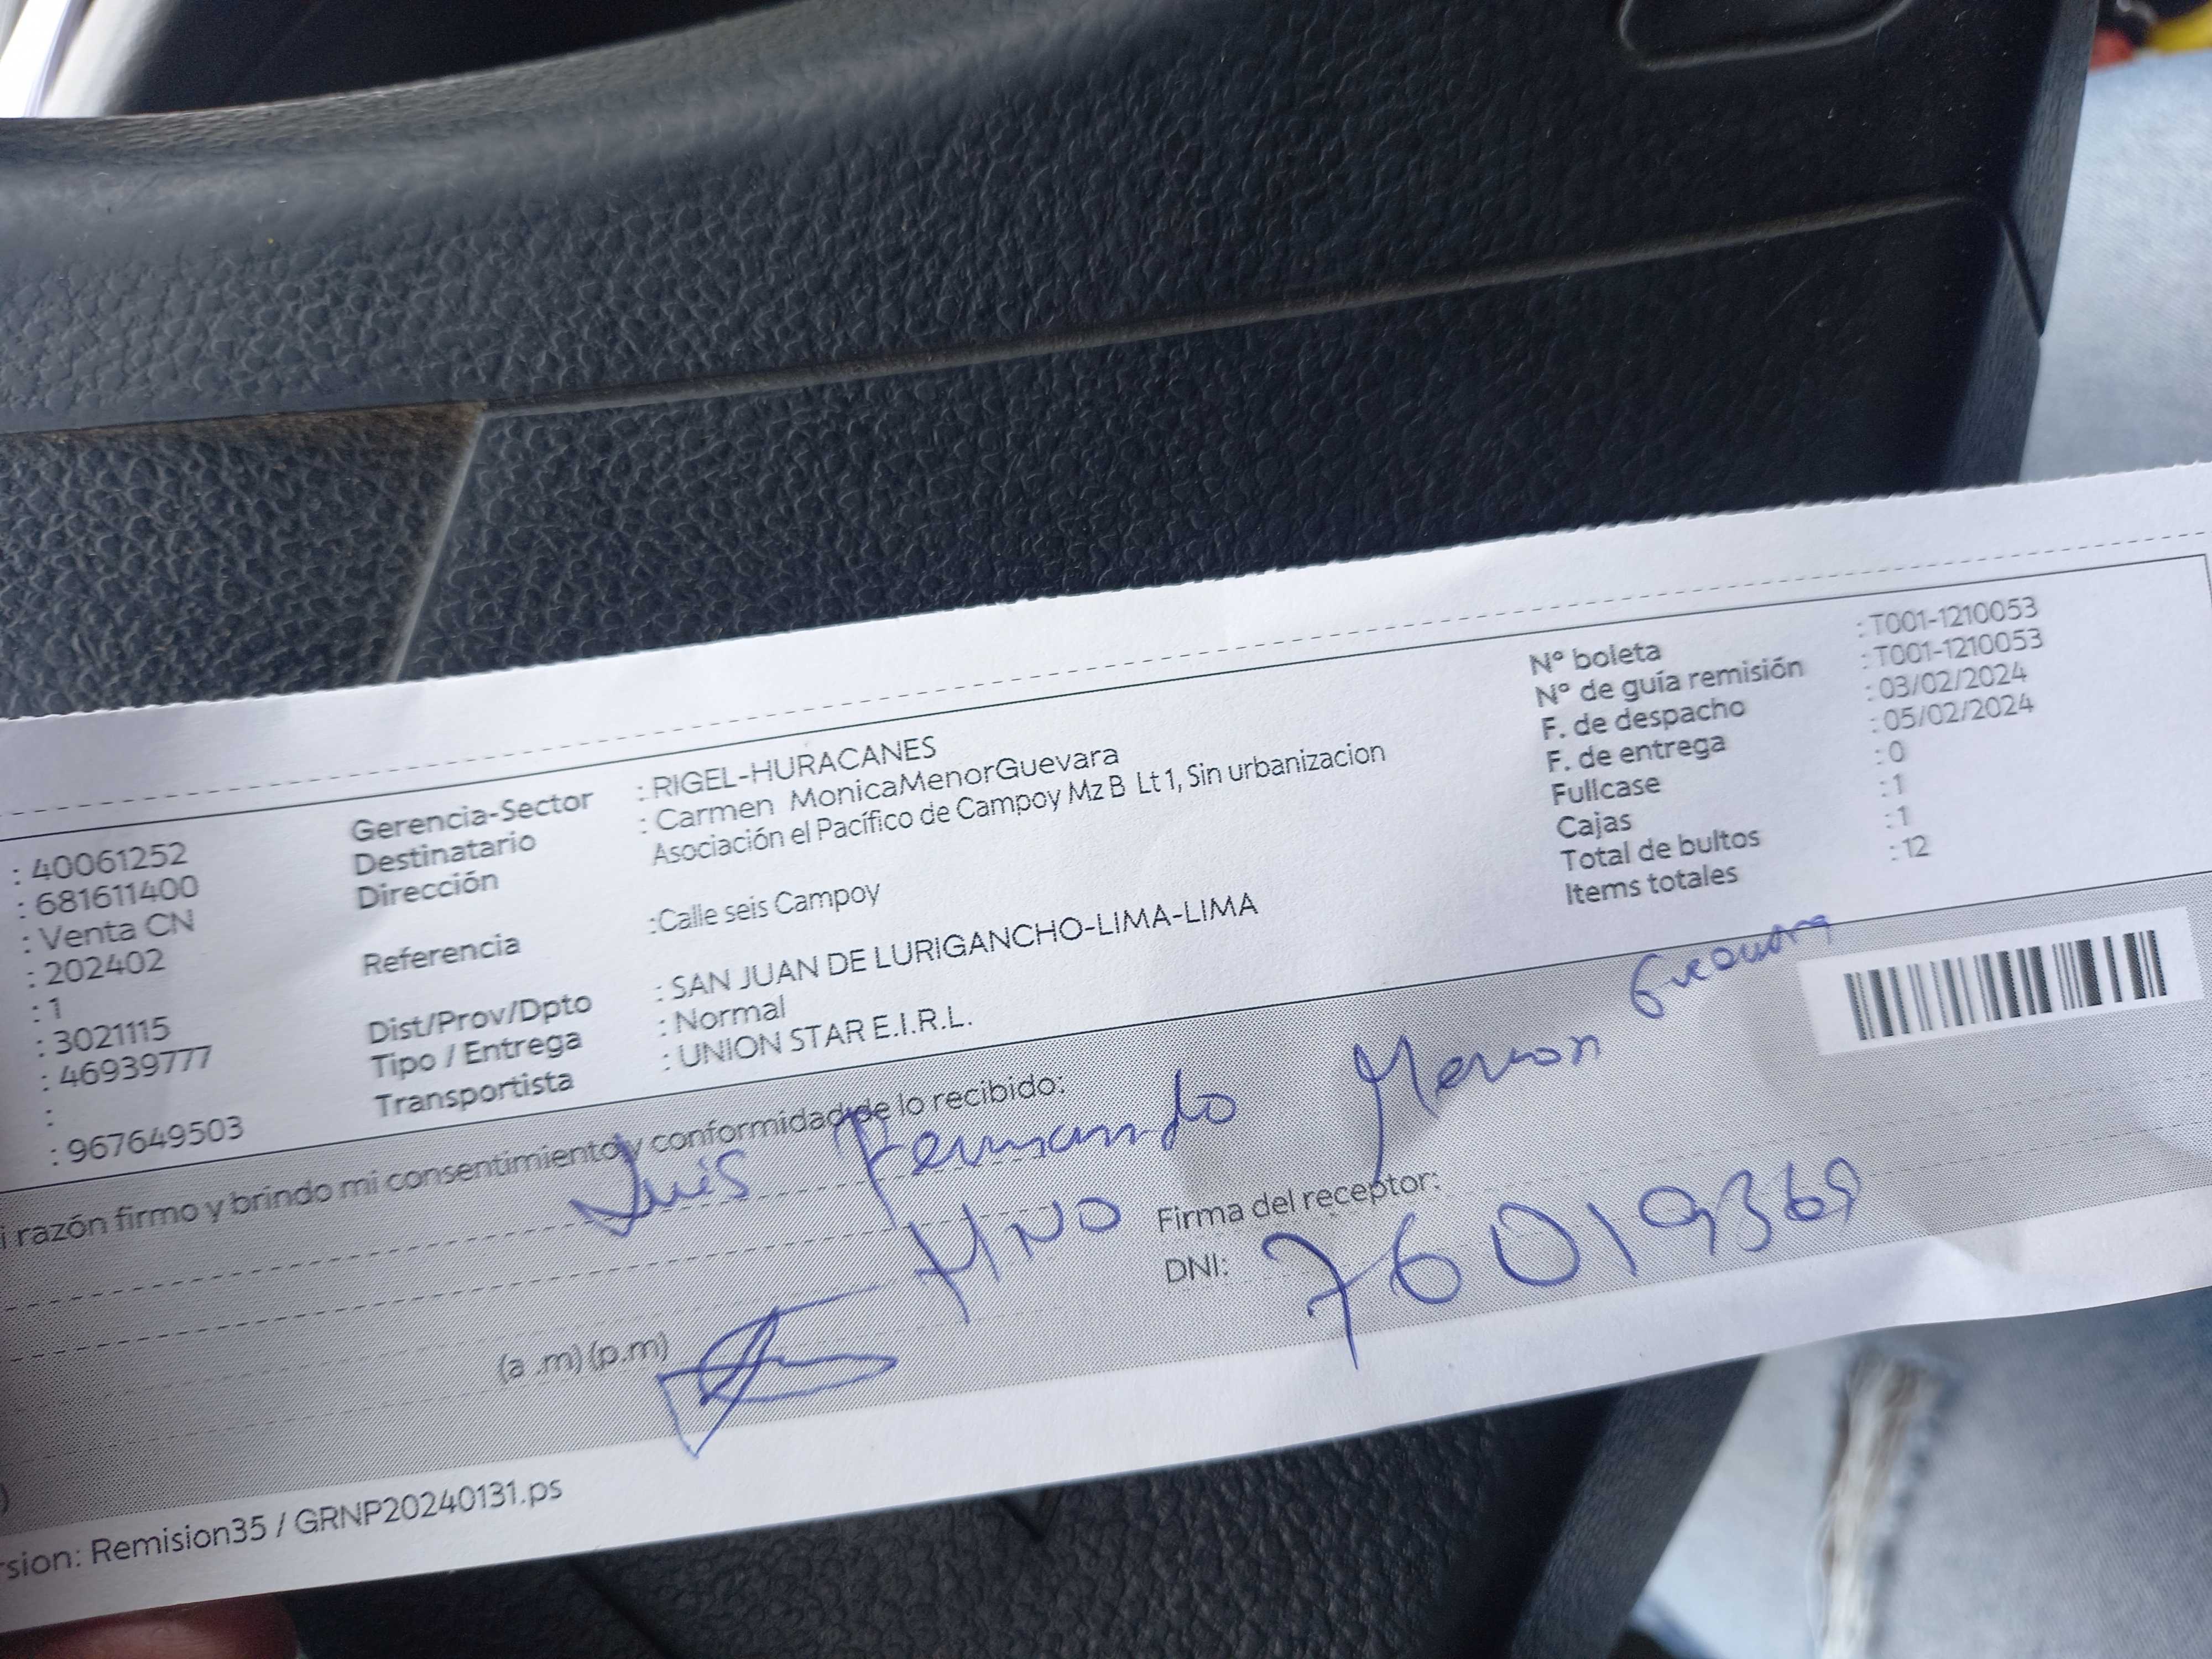 : 40061252
: 681611400
: Venta CN
: 202402
: 1
: 3021115
: 46939777
:
: 967649503
Gerencia-Sector : RIGEL-HURACANES
Destinatario : Carmen MonicaMenorGuevara
Dirección Asociación el Pacífico de Campoy Mz B Lt 1, Sin urbanizacion
Referencia :Calle seis Campoy
Dist/Prov/Dpto : SAN JUAN DE LURIGANCHO-LIMA-LIMA
Tipo / Entrega : Normal
Transportista : UNION STAR E.I.R.L.
N° boleta : T001-1210053
N° de guía remisión : T001-1210053
F. de despacho : 03/02/2024
F. de entrega : 05/02/2024
Fullcase : 0
Cajas : 1
Total de bultos : 1
Items totales : 12
i razón firmo y brindo mi consentimiento y conformidad de lo recibido:
Luis Fernando Menor Guevara
HNO
Firma del receptor:
DNI: 76019369
(a .m) (p.m)
)
rsion: Remision35 / GRNP20240131.ps